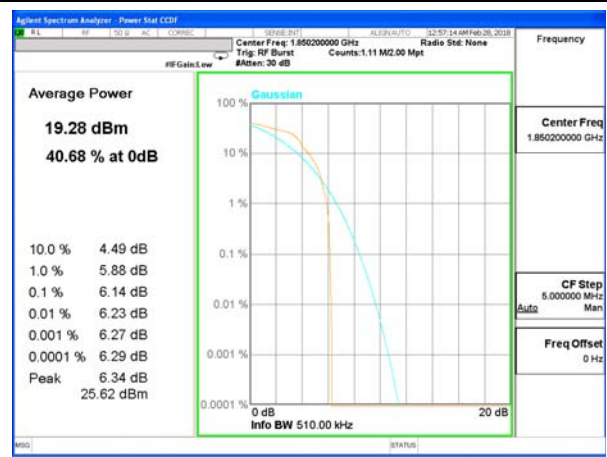 Agilent Spectrum Analyzer - Power Stat CCDF
RL RF 50 Ω AC CORREC SENSE:INT ALIGN AUTO 12:57:14 AM Feb 28, 2018
Center Freq: 1.850200000 GHz Radio Std: None
Trig: RF Burst Counts:1.11 M/2.00 Mpt
#IFGain:Low #Atten: 30 dB
Frequency
Average Power
19.28 dBm
40.68 % at 0dB
10.0 % 4.49 dB
1.0 % 5.88 dB
0.1 % 6.14 dB
0.01 % 6.23 dB
0.001 % 6.27 dB
0.0001 % 6.29 dB
Peak 6.34 dB
25.62 dBm
Gaussian
100 %
10 %
1 %
0.1 %
0.01 %
0.001 %
0.0001 %
0 dB 20 dB
Info BW 510.00 kHz
Center Freq
1.850200000 GHz
CF Step
5.000000 MHz
Auto Man
Freq Offset
0 Hz
MSG STATUS